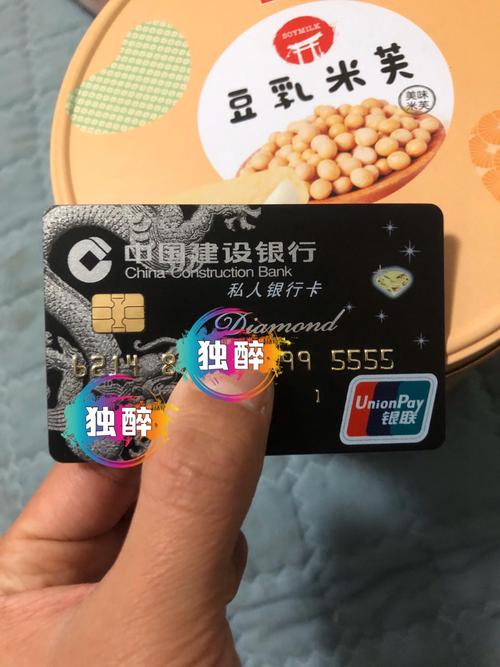 SOYMILK
豆乳米芙
美味
米芙
中国建设银行
China Construction Bank
私人银行卡
Diamond
6214 8
99 5555
独醉
独醉
1
UnionPay
银联